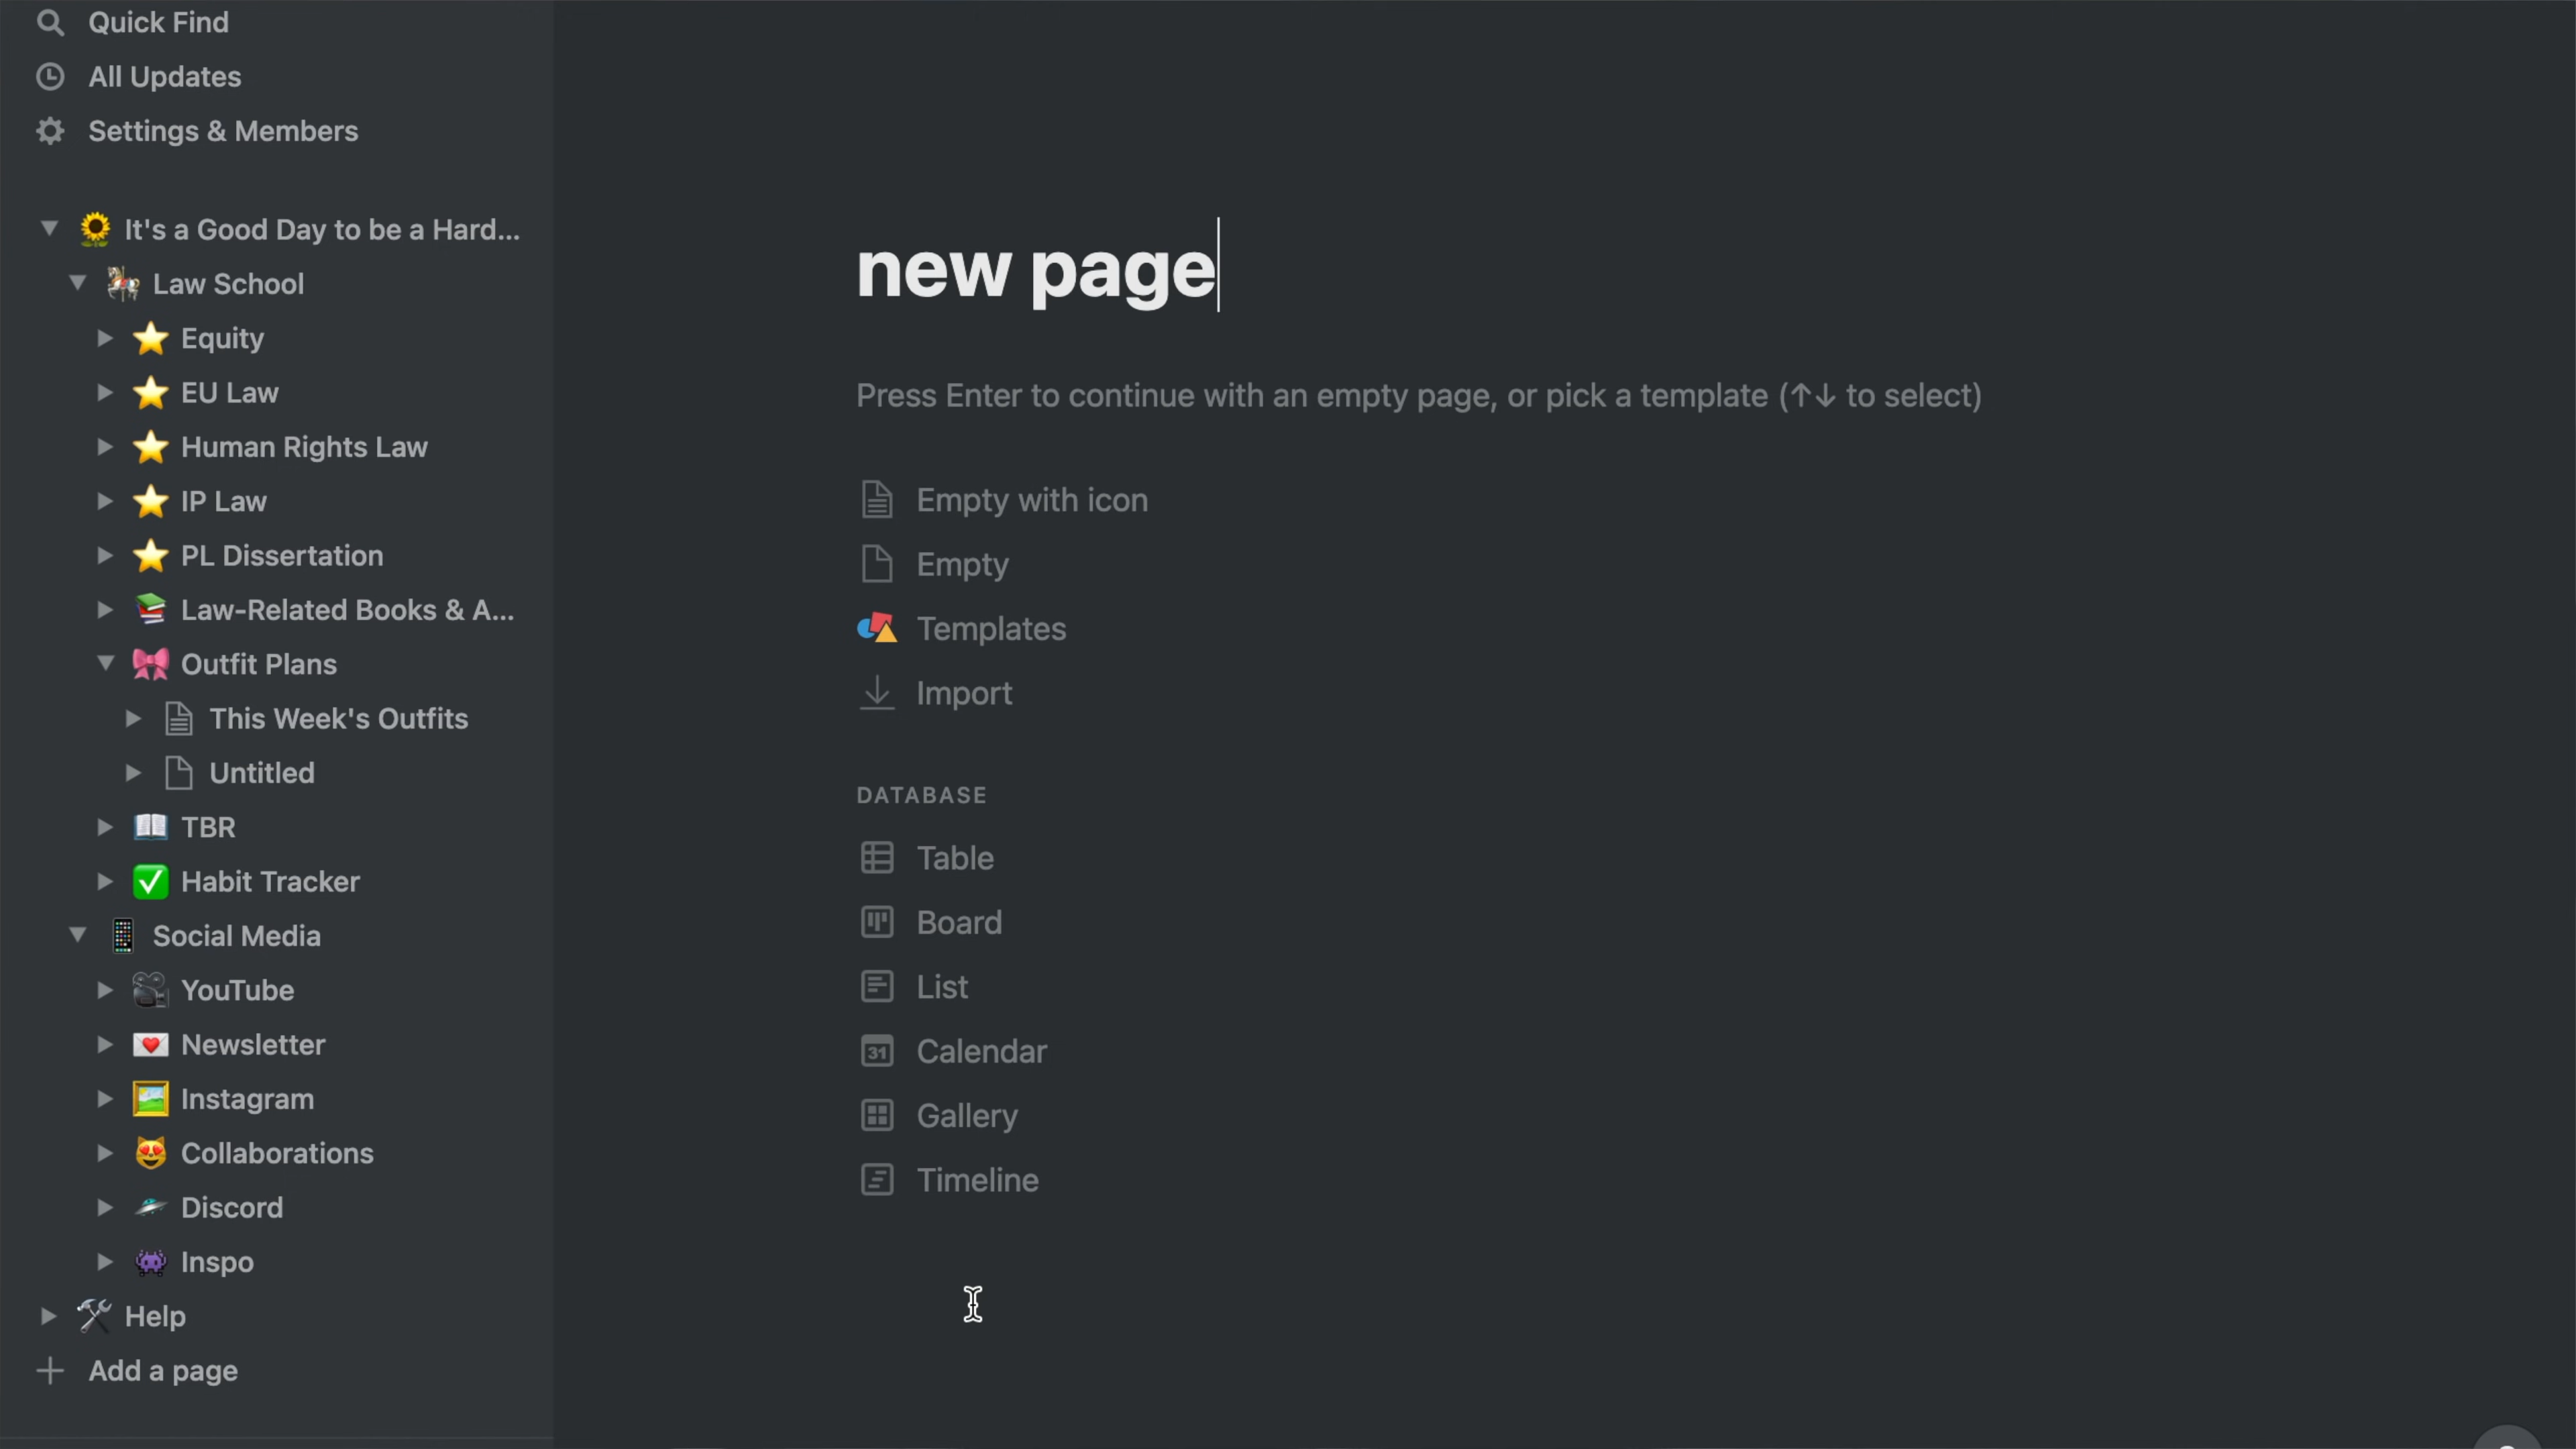 Quick Find
All Updates
Settings & Members
It's a Good Day to be a Hard...
Law School
Equity
EU Law
Human Rights Law
IP Law
PL Dissertation
Law-Related Books & A...
Outfit Plans
This Week's Outfits
Untitled
TBR
Habit Tracker
Social Media
YouTube
Newsletter
Instagram
Collaborations
Discord
Inspo
Help
Add a page
new page
Press Enter to continue with an empty page, or pick a template (↑↓ to select)
Empty with icon
Empty
Templates
Import
DATABASE
Table
Board
List
31 Calendar
Gallery
Timeline